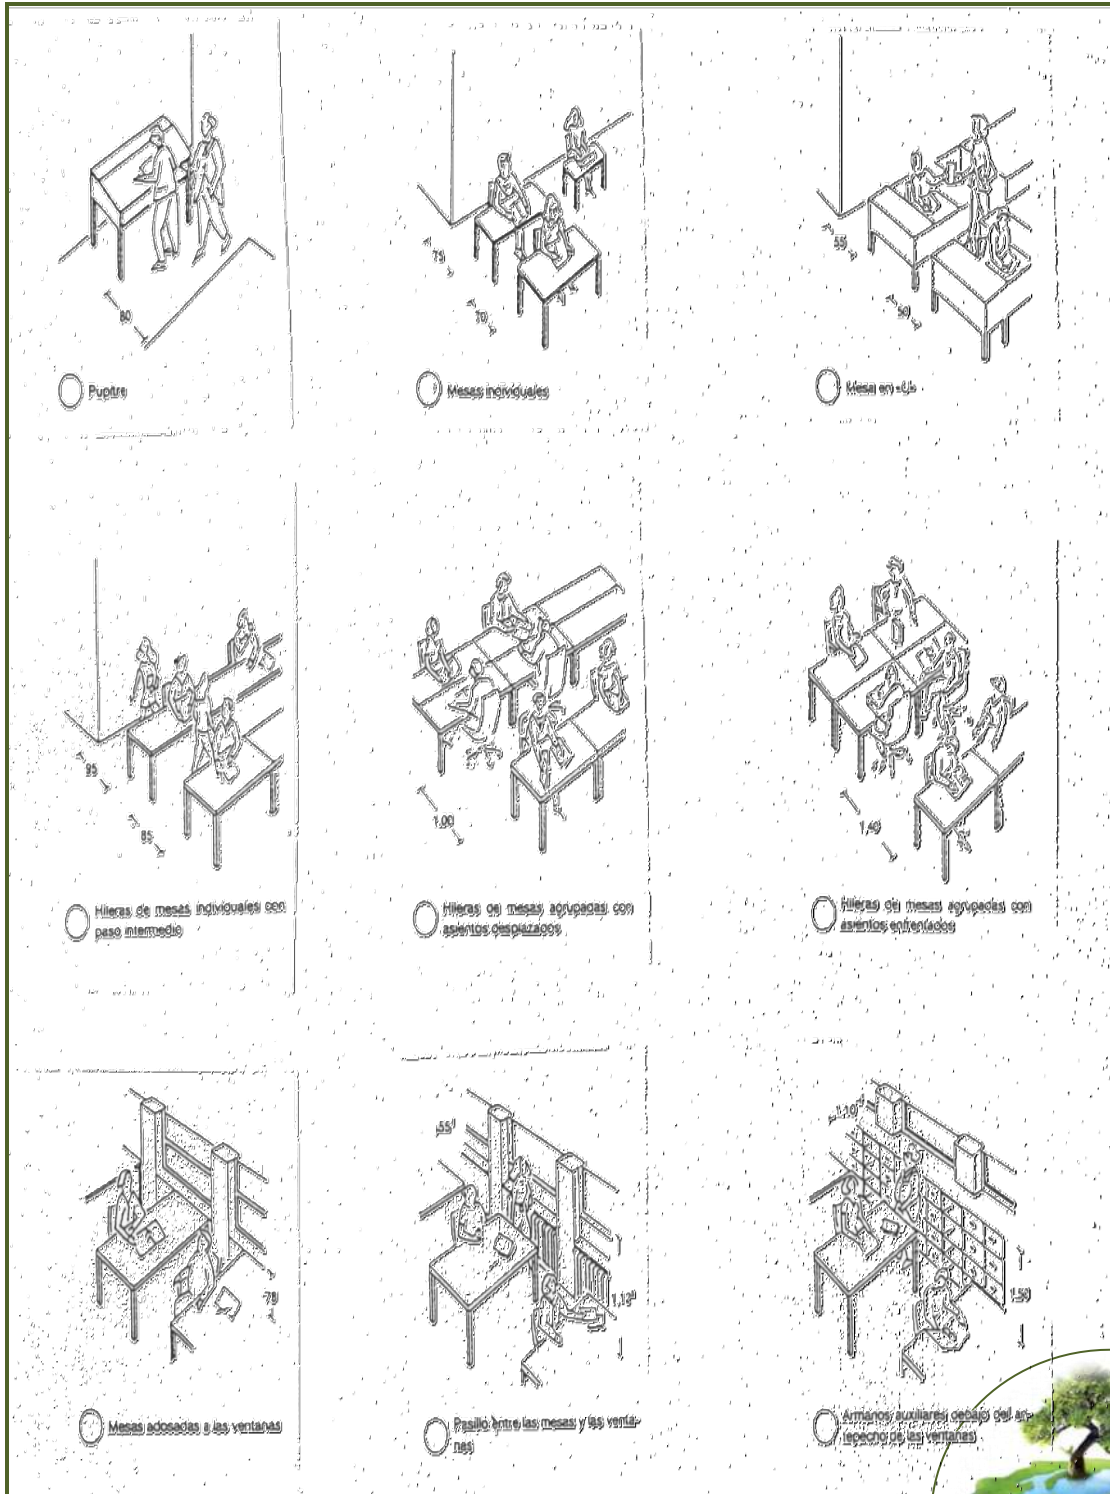 80
Pupitre
75
70
Mesas individuales
55
50
Mesa en «U»
95
85
Hileras de mesas individuales con
paso intermedio
1,00
Hileras de mesas agrupadas con
asientos desplazados
1,40
Hileras de mesas agrupadas con
asientos enfrentados
78
Mesas adosadas a las ventanas
55⁵
1,13⁵
Pasillo entre las mesas y las venta-
nas
1,10
1,50
Armarios auxiliares debajo del an-
tepecho de las ventanas